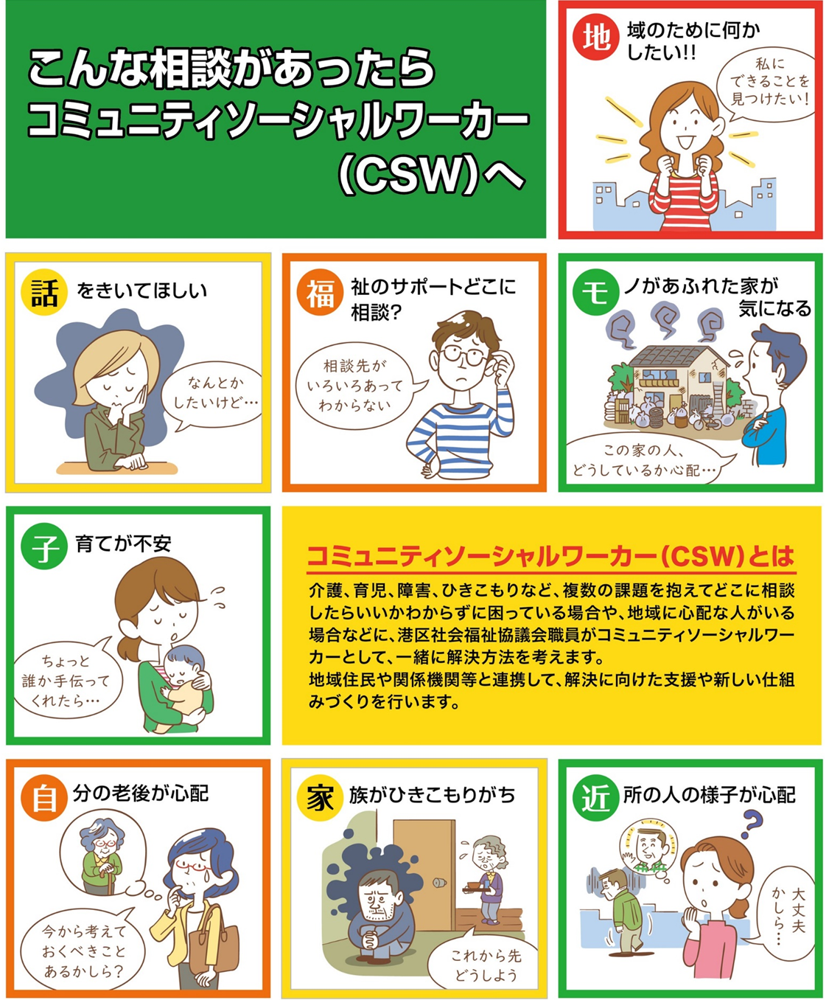 こんな相談があったら
コミュニティソーシャルワーカー
(CSW)へ
地域のために何か
したい!!
私に
できることを
見つけたい!
話をきいてほしい
なんとか
したいけど…
福祉のサポートどこに
相談?
相談先が
いろいろあって
わからない
モノがあふれた家が
気になる
この家の人、
どうしているか心配…
子育てが不安
ちょっと
誰か手伝って
くれたら…
コミュニティソーシャルワーカー(CSW)とは
介護、育児、障害、ひきこもりなど、複数の課題を抱えてどこに相談
したらいいかわからずに困っている場合や、地域に心配な人がいる
場合などに、港区社会福祉協議会職員がコミュニティソーシャルワー
カーとして、一緒に解決方法を考えます。
地域住民や関係機関等と連携して、解決に向けた支援や新しい仕組
みづくりを行います。
自分の老後が心配
今から考えて
おくべきこと
あるかしら?
家族がひきこもりがち
これから先
どうしよう
近所の人の様子が心配
大丈夫
かしら…